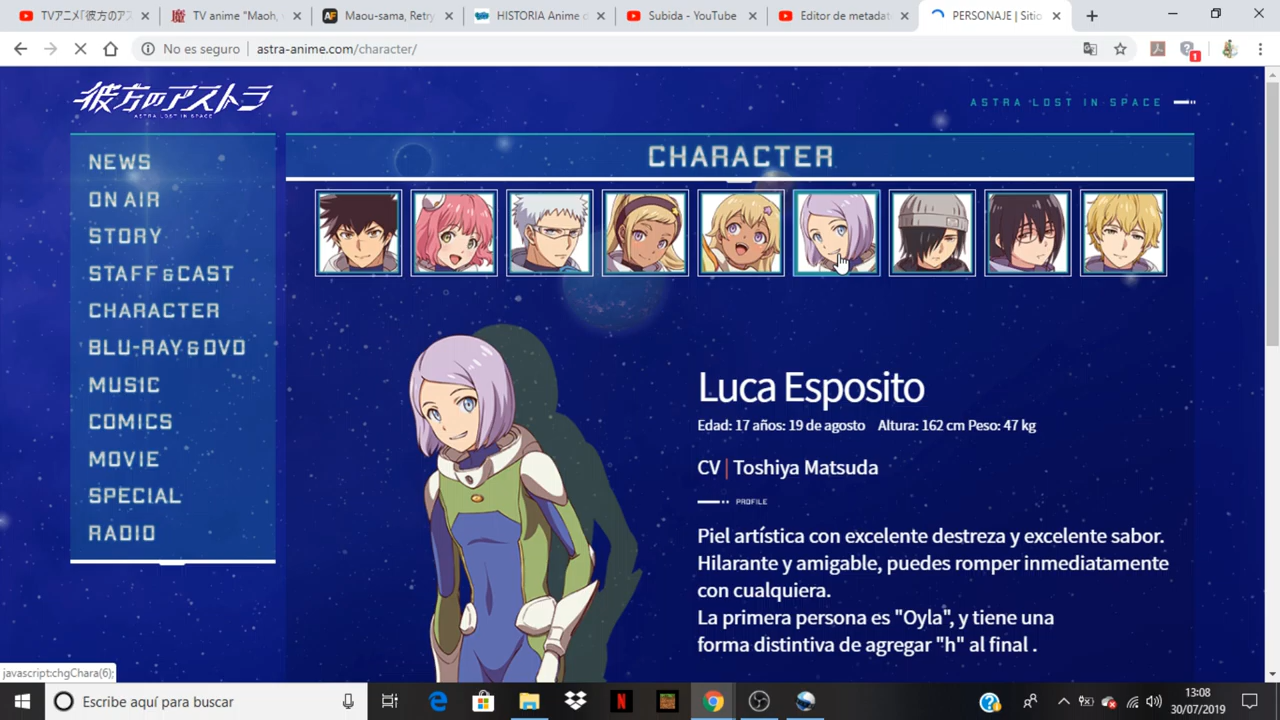 TVアニメ「彼方のアス
TV anime "Maoh,
Maou-sama, Retry
HISTORIA Anime d
Subida - YouTube
Editor de metadat
PERSONAJE | Sitio
No es seguro | astra-anime.com/character/
彼方のアストラ
ASTRA LOST IN SPACE
ASTRA LOST IN SPACE
NEWS
ON AIR
STORY
STAFF & CAST
CHARACTER
BLU-RAY & DVD
MUSIC
COMICS
MOVIE
SPECIAL
RADIO
CHARACTER
Luca Esposito
Edad: 17 años: 19 de agosto Altura: 162 cm Peso: 47 kg
CV | Toshiya Matsuda
PROFILE
Piel artística con excelente destreza y excelente sabor.
Hilarante y amigable, puedes romper inmediatamente
con cualquiera.
La primera persona es "Oyla", y tiene una
forma distintiva de agregar "h" al final .
javascript:chgChara(6);
Escribe aquí para buscar
13:08
30/07/2019